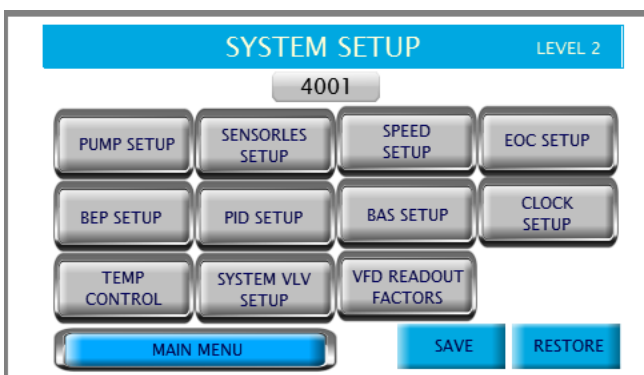 SYSTEM SETUP LEVEL 2
4001
PUMP SETUP
SENSORLES
SETUP
SPEED
SETUP
EOC SETUP
BEP SETUP
PID SETUP
BAS SETUP
CLOCK
SETUP
TEMP
CONTROL
SYSTEM VLV
SETUP
VFD READOUT
FACTORS
MAIN MENU
SAVE
RESTORE